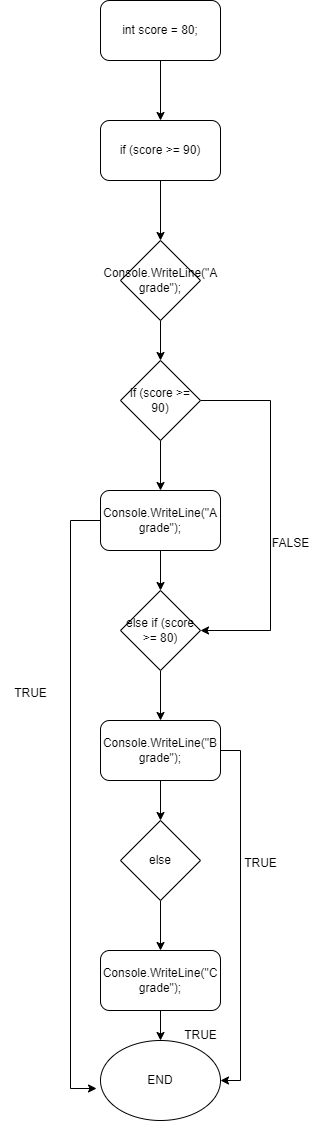 int score = 80;
if (score >= 90)
Console.WriteLine("A
grade");
if (score >=
90)
Console.WriteLine("A
grade");
FALSE
else if (score
>= 80)
TRUE
Console.WriteLine("B
grade");
else
TRUE
Console.WriteLine("C
grade");
TRUE
END